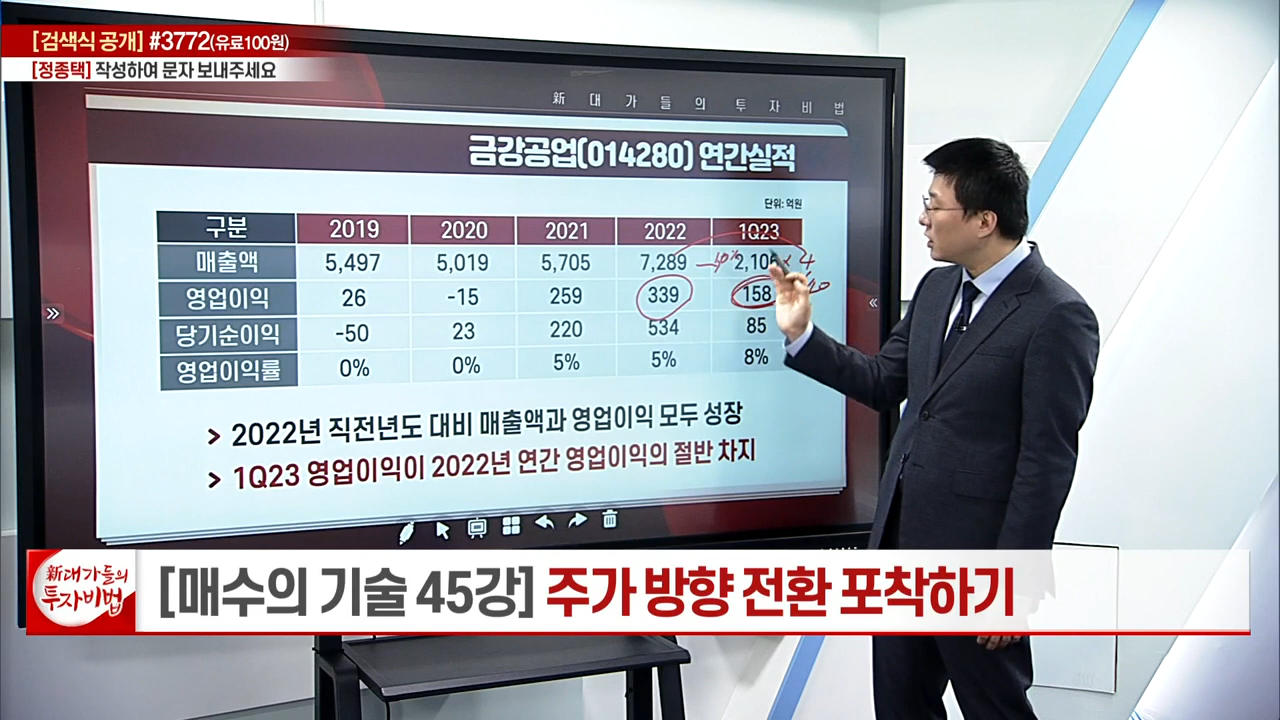 [검색식 공개] #3772(유료100원)
[정종택] 작성하여 문자 보내주세요
新 대가들의 투자비법
금강공업(014280) 연간실적
단위: 억원
구분 2019 2020 2021 2022 1Q23
매출액 5,497 5,019 5,705 7,289 2,106 × 4
영업이익 26 -15 259 339 158
당기순이익 -50 23 220 534 85
영업이익률 0% 0% 5% 5% 8%
> 2022년 직전년도 대비 매출액과 영업이익 모두 성장
> 1Q23 영업이익이 2022년 연간 영업이익의 절반 차지
新대가들의
투자비법
[매수의 기술 45강] 주가 방향 전환 포착하기